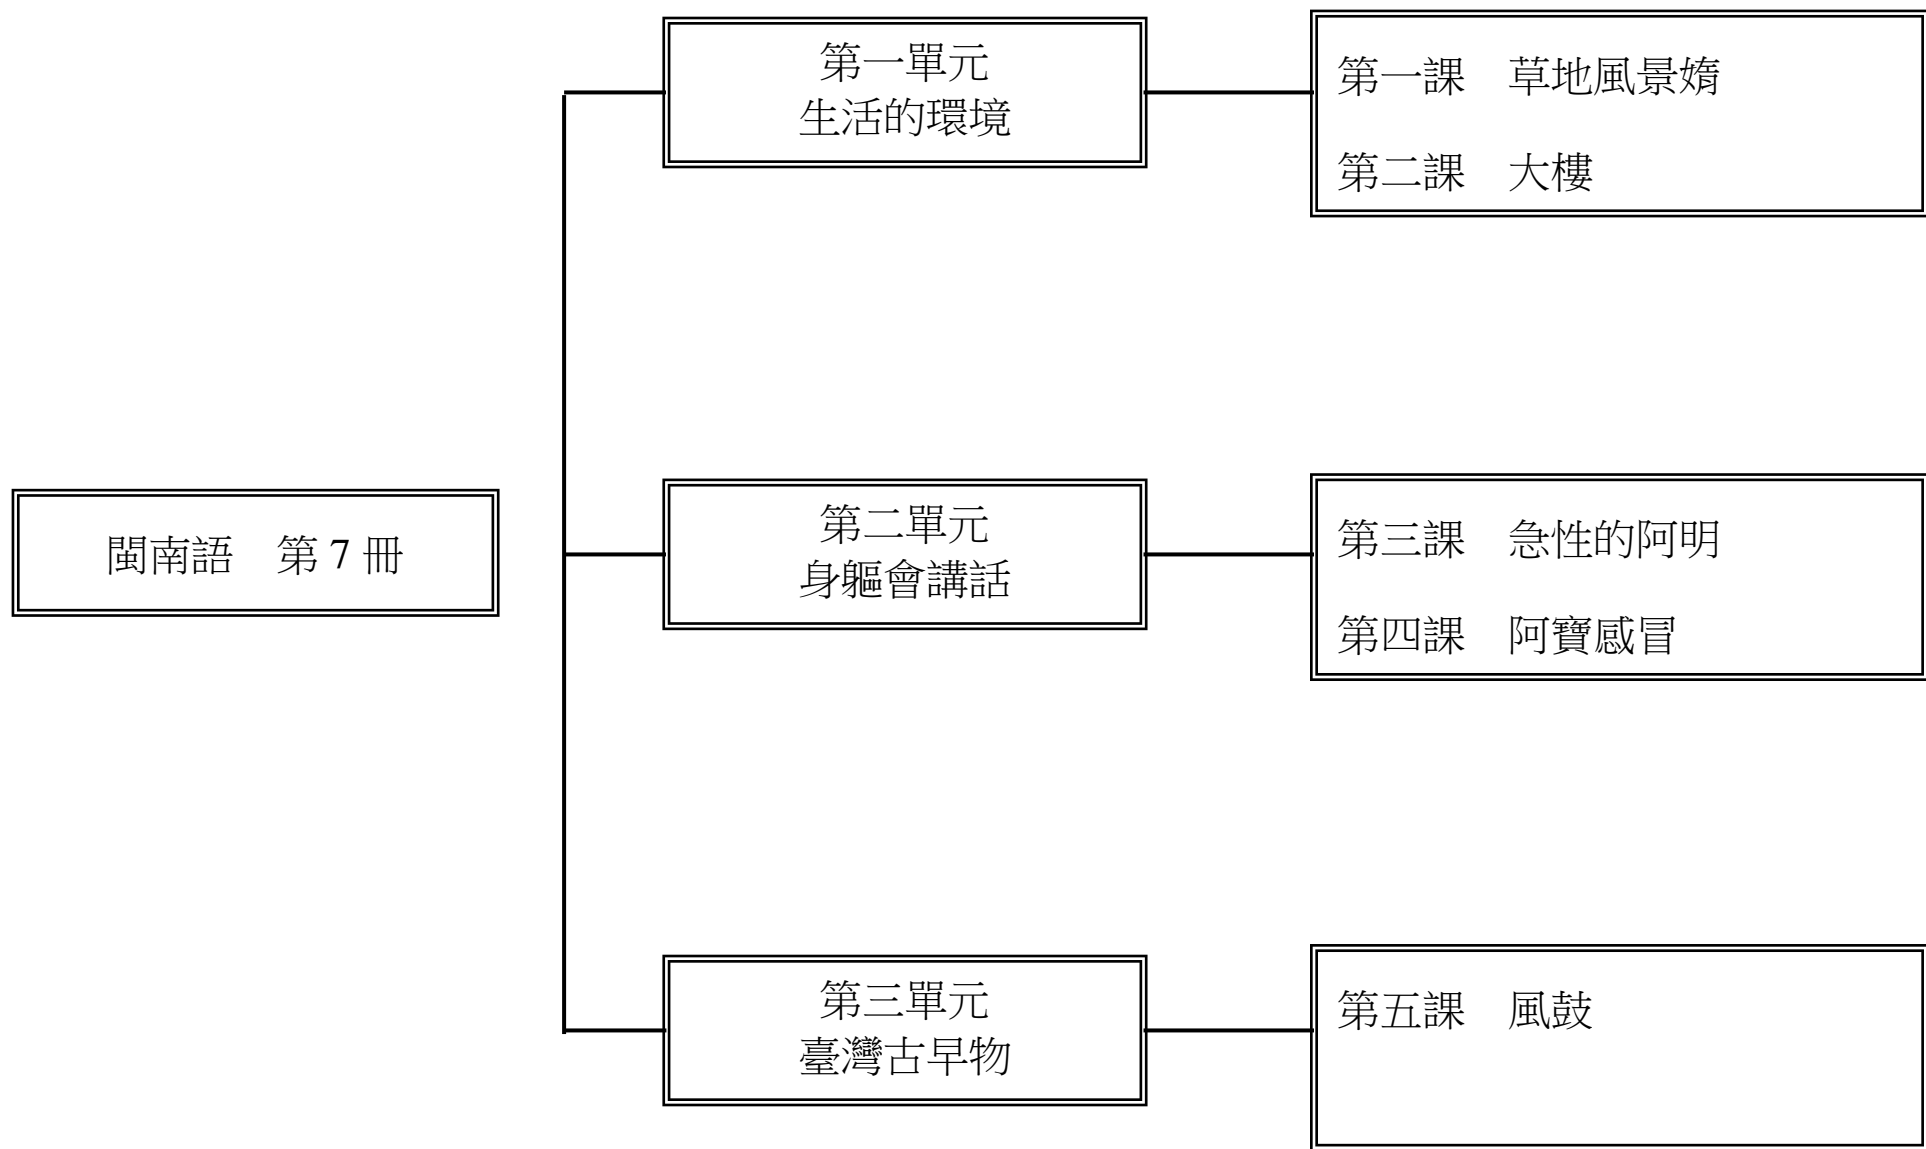 閩南語　第 7 冊
第一單元
生活的環境
第一課　草地風景媠
第二課　大樓
第二單元
身軀會講話
第三課　急性的阿明
第四課　阿寶感冒
第三單元
臺灣古早物
第五課　風鼓